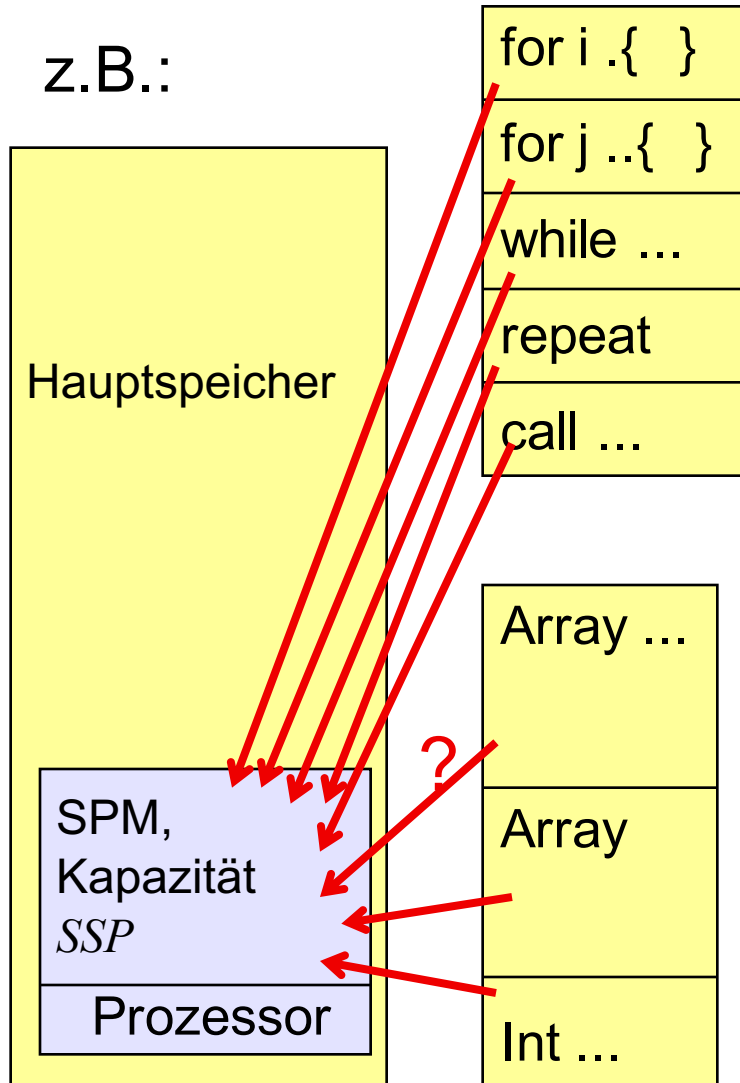 z.B.:
for i .{ }
for j ..{ }
while ...
repeat
call ...
Hauptspeicher
?
Array ...
Array
Int ...
SPM,
Kapazität
SSP
Prozessor